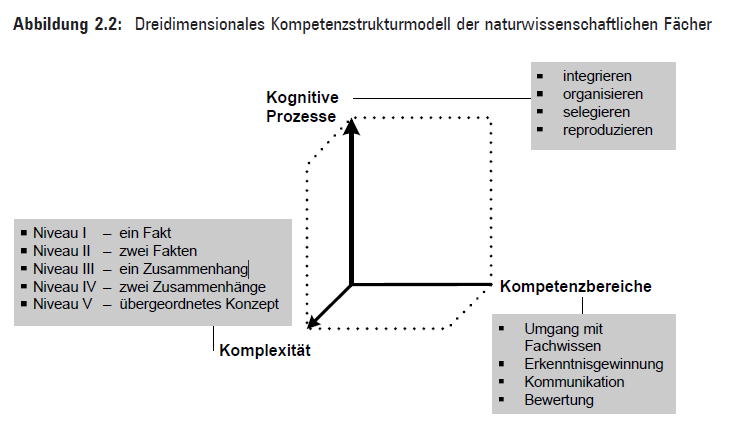 Abbildung 2.2: Dreidimensionales Kompetenzstrukturmodell der naturwissenschaftlichen Fächer
Kognitive
Prozesse
▪ integrieren
▪ organisieren
▪ selegieren
▪ reproduzieren
▪ Niveau I – ein Fakt
▪ Niveau II – zwei Fakten
▪ Niveau III – ein Zusammenhang
▪ Niveau IV – zwei Zusammenhänge
▪ Niveau V – übergeordnetes Konzept
Komplexität
Kompetenzbereiche
▪ Umgang mit
Fachwissen
▪ Erkenntnisgewinnung
▪ Kommunikation
▪ Bewertung